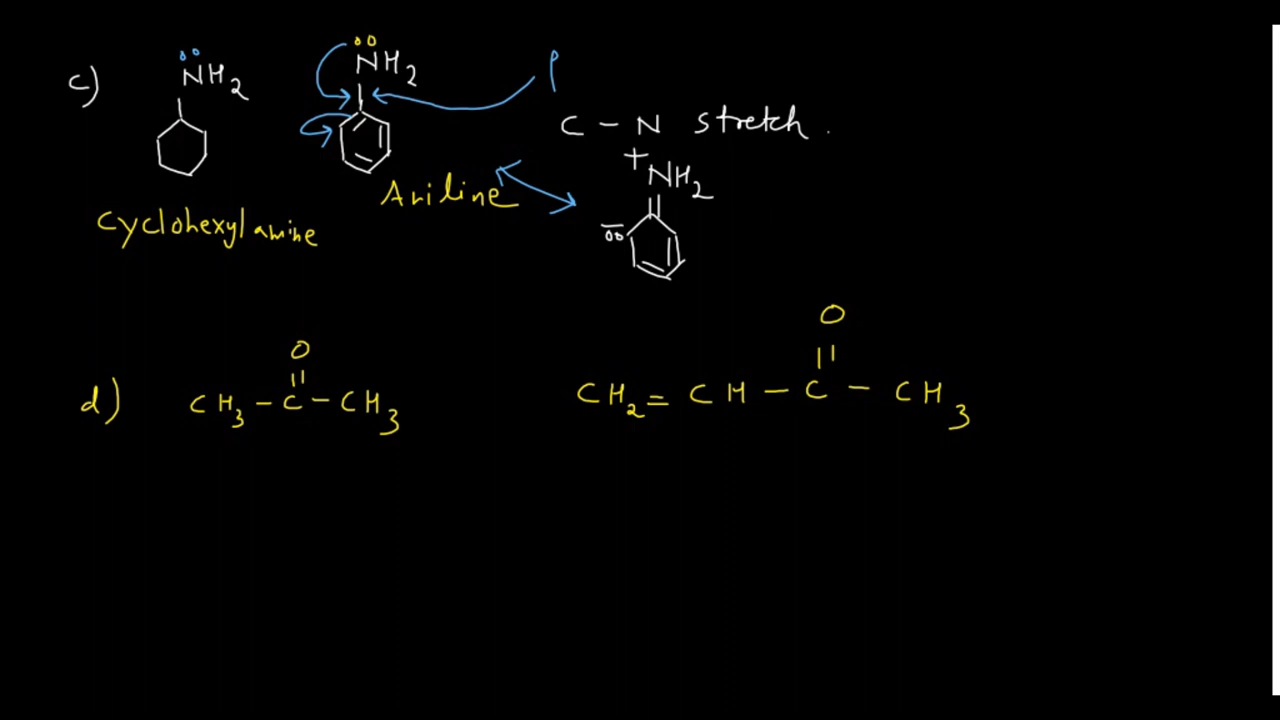 c) NH2 NH2 P
C - N stretch .
+NH2
Aniline
Cyclohexylamine
O
O
d) CH3 - C - CH3
CH2 = CH - C - CH3